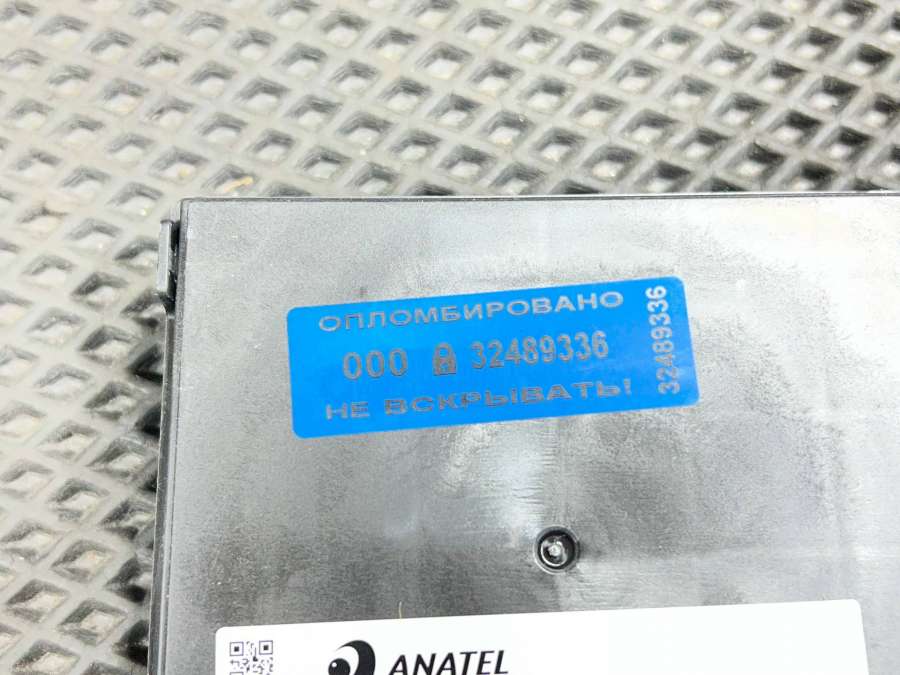 ОПЛОМБИРОВАНО
000 32489336
НЕ ВСКРЫВАТЬ!
32489336
ANATEL